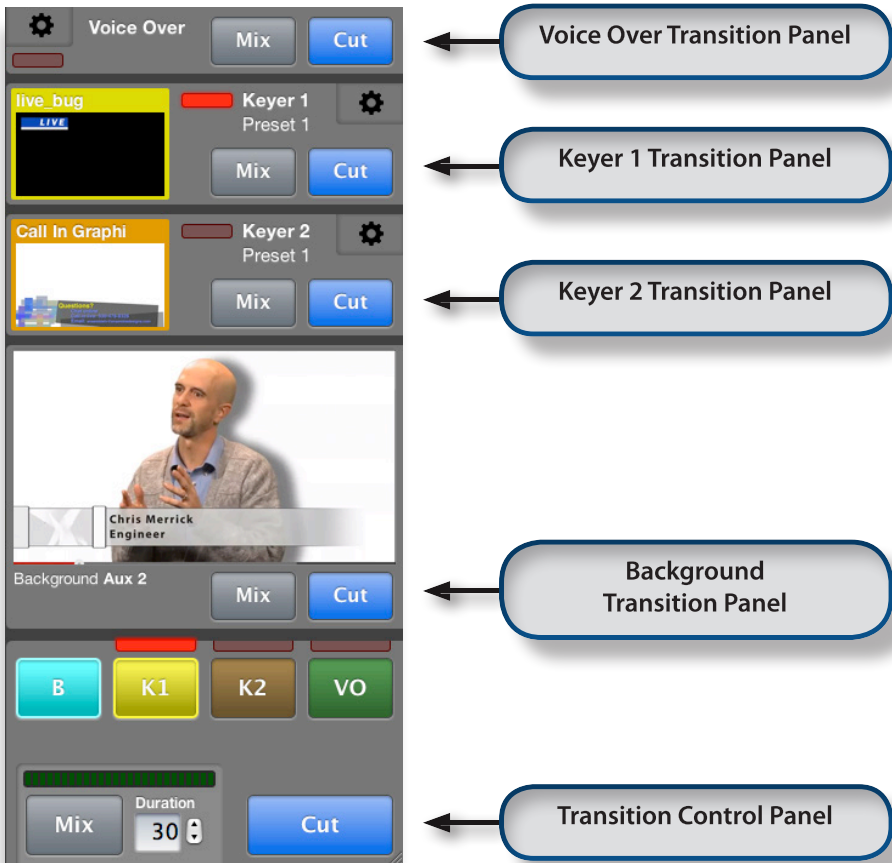 Voice Over
Mix
Cut
Voice Over Transition Panel
live_bug
LIVE
Keyer 1
Preset 1
Mix
Cut
Keyer 1 Transition Panel
Call In Graphi
Questions?
Keyer 2
Preset 1
Mix
Cut
Keyer 2 Transition Panel
Chris Merrick
Engineer
Background Aux 2
Mix
Cut
Background
Transition Panel
B
K1
K2
VO
Mix
Duration
30
Cut
Transition Control Panel